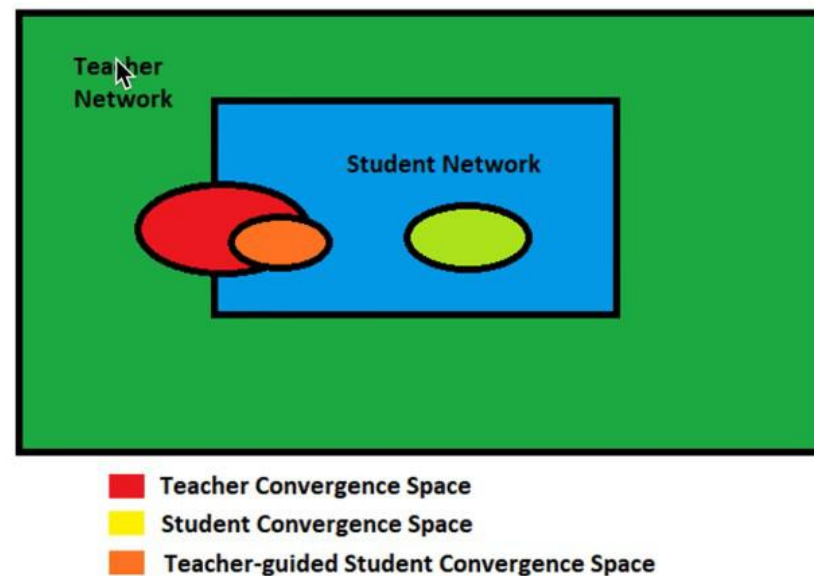 Teacher
Network
Student Network
Teacher Convergence Space
Student Convergence Space
Teacher-guided Student Convergence Space